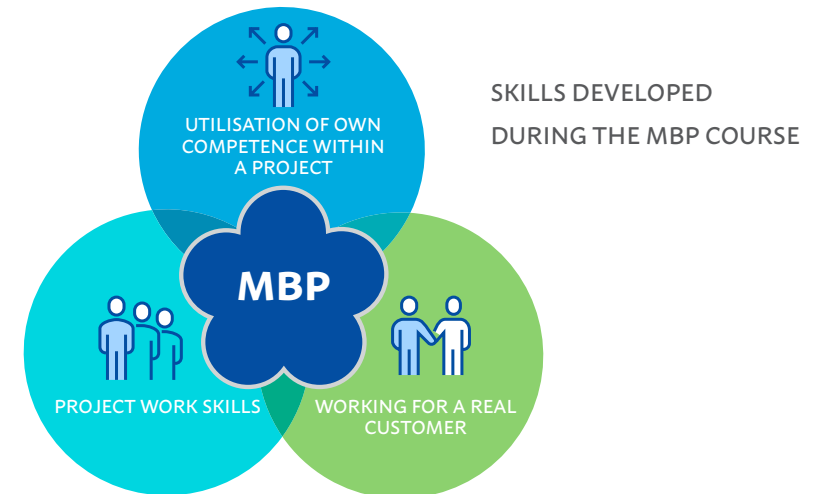 UTILISATION OF OWN
COMPETENCE WITHIN
A PROJECT
SKILLS DEVELOPED
DURING THE MBP COURSE
MBP
PROJECT WORK SKILLS
WORKING FOR A REAL
CUSTOMER